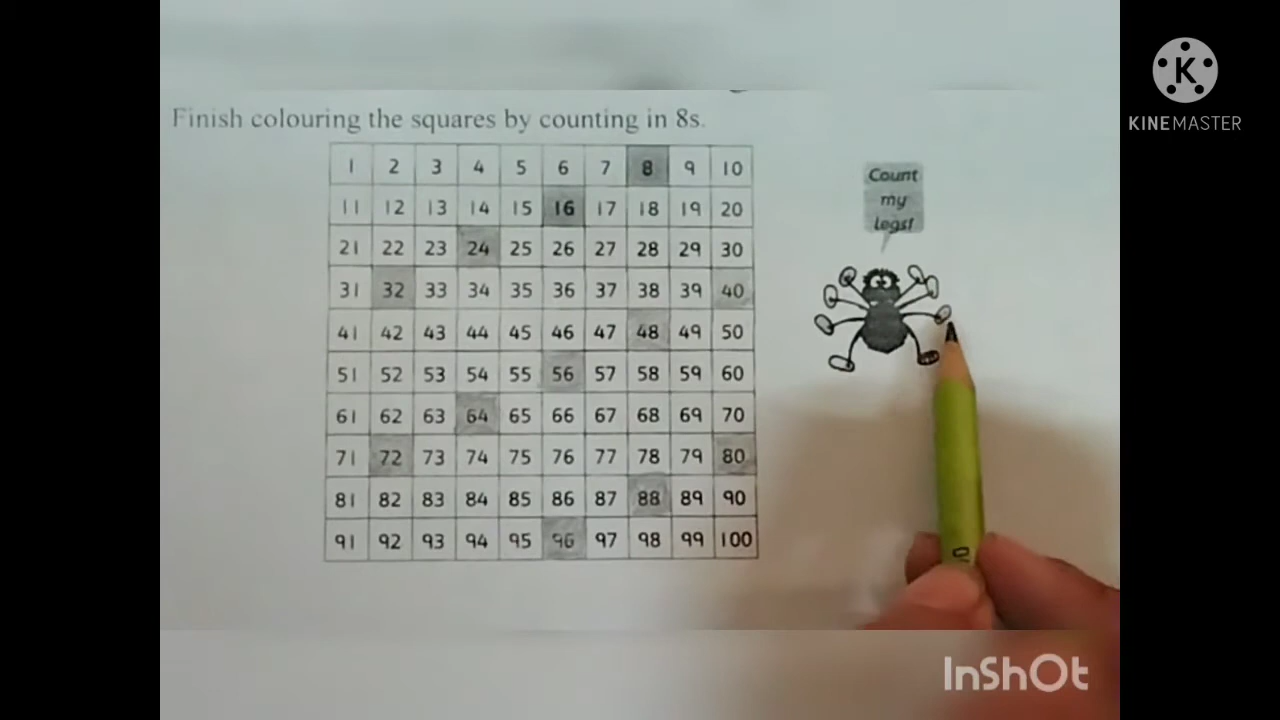 KINEMASTER
Finish colouring the squares by counting in 8s.
1 2 3 4 5 6 7 8 9 10
11 12 13 14 15 16 17 18 19 20
21 22 23 24 25 26 27 28 29 30
31 32 33 34 35 36 37 38 39 40
41 42 43 44 45 46 47 48 49 50
51 52 53 54 55 56 57 58 59 60
61 62 63 64 65 66 67 68 69 70
71 72 73 74 75 76 77 78 79 80
81 82 83 84 85 86 87 88 89 90
91 92 93 94 95 96 97 98 99 100
Count
my
legs!
InShOt